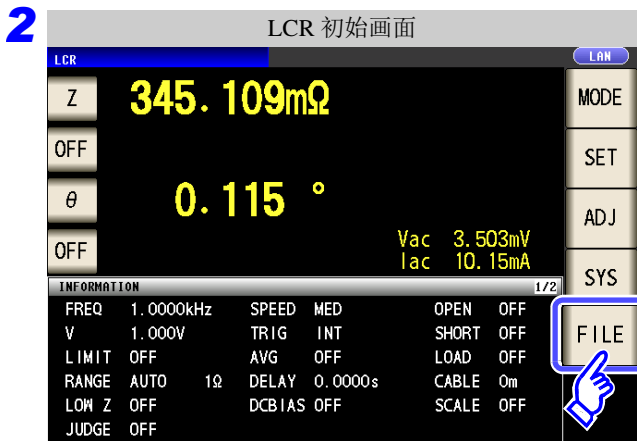 2
LCR 初始画面
LCR
LAN
Z 345.109mΩ
OFF
θ 0.115 °
OFF
Vac 3.503mV
Iac 10.15mA
MODE
SET
ADJ
SYS
FILE
INFORMATION 1/2
FREQ 1.0000kHz SPEED MED OPEN OFF
V 1.000V TRIG INT SHORT OFF
LIMIT OFF AVG OFF LOAD OFF
RANGE AUTO 1Ω DELAY 0.0000s CABLE 0m
LOW Z OFF DCBIAS OFF SCALE OFF
JUDGE OFF